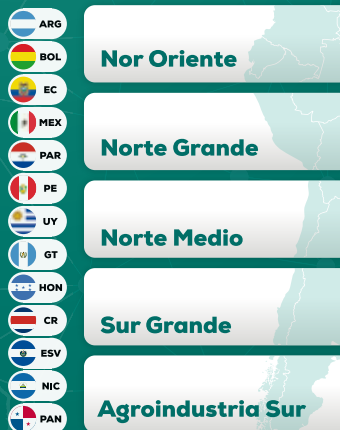 ARG
BOL
EC
MEX
PAR
PE
UY
GT
HON
CR
ESV
NIC
PAN
Nor Oriente
Norte Grande
Norte Medio
Sur Grande
Agroindustria Sur